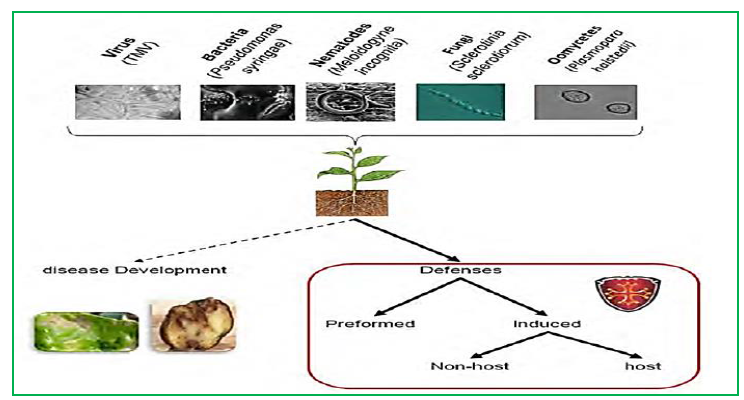 Virus
(TMV)
Bacteria
(Pseudomonas
syringae)
Nematodes
(Meloidogyne
incognita)
Fungi
(Sclerotinia
sclerotiorum)
Oomycetes
(Plasmopara
halstedii)
disease Development
Defenses
Preformed
Induced
Non-host
host